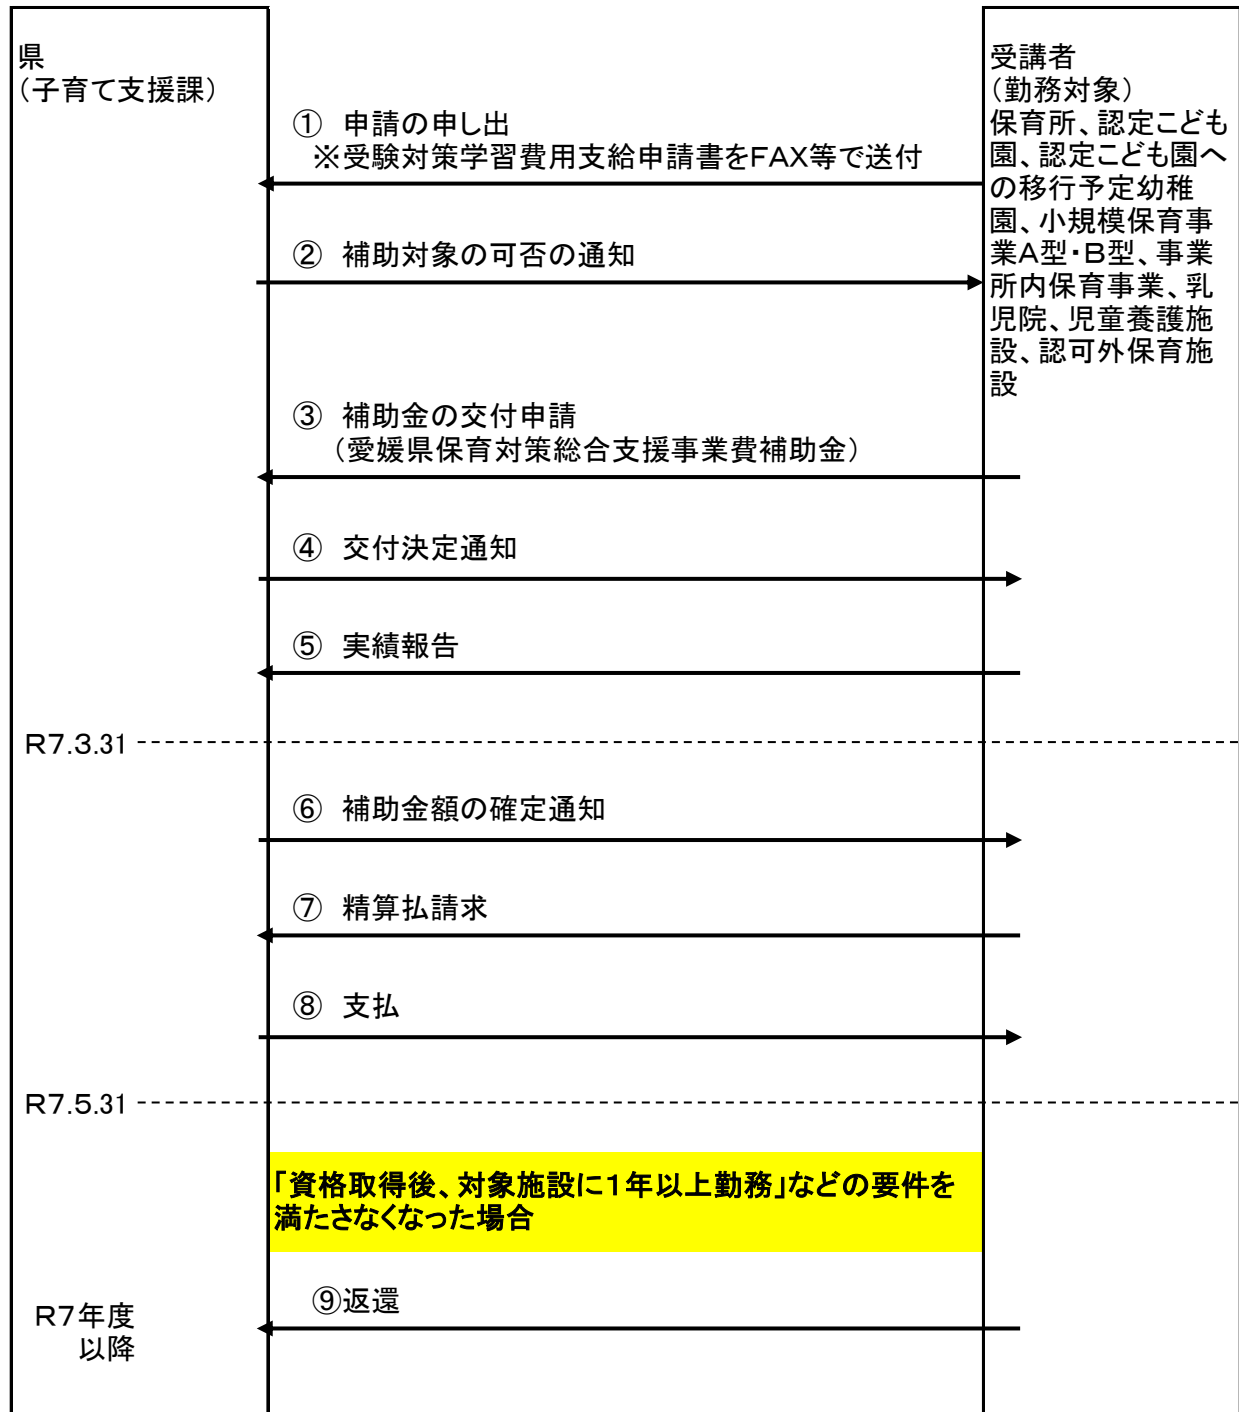 県
（子育て支援課）
受講者
（勤務対象）
保育所、認定こども
園、認定こども園へ
の移行予定幼稚
園、小規模保育事
業A型・B型、事業
所内保育事業、乳
児院、児童養護施
設、認可外保育施
設
① 申請の申し出
※受験対策学習費用支給申請書をFAX等で送付
② 補助対象の可否の通知
③ 補助金の交付申請
（愛媛県保育対策総合支援事業費補助金）
④ 交付決定通知
⑤ 実績報告
R7.3.31
⑥ 補助金額の確定通知
⑦ 精算払請求
⑧ 支払
R7.5.31
「資格取得後、対象施設に１年以上勤務」などの要件を
満たさなくなった場合
⑨返還
R7年度
以降